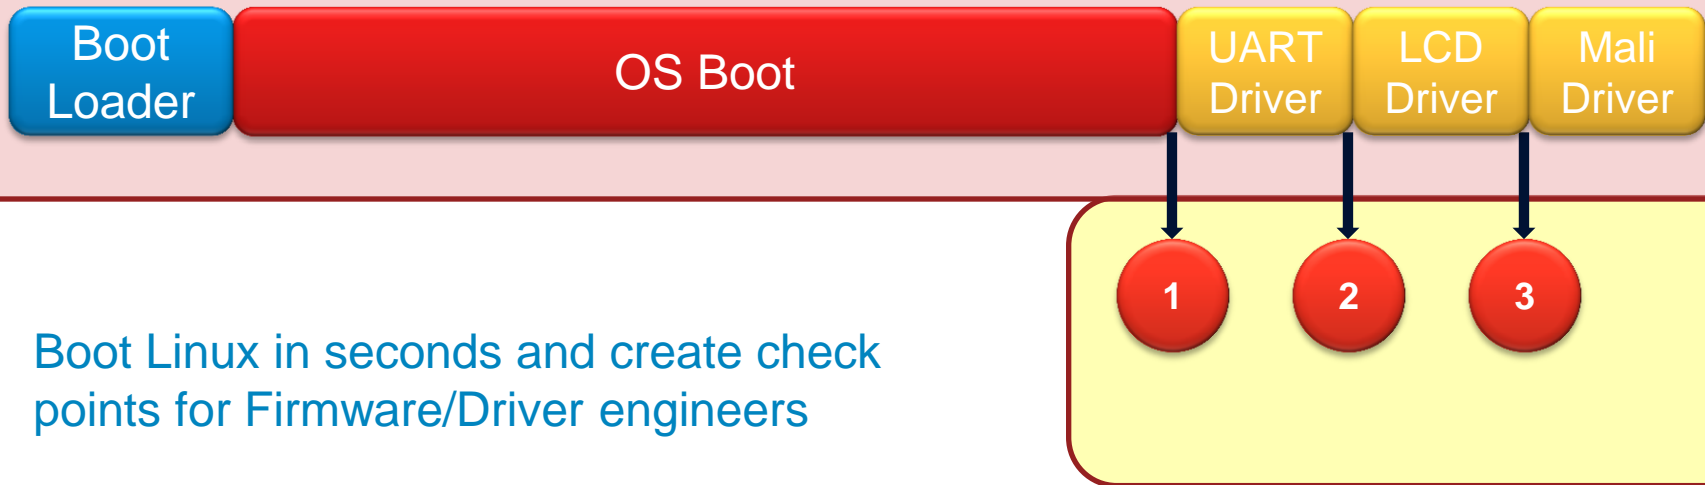 Boot
Loader
OS Boot
UART
Driver
LCD
Driver
Mali
Driver
1
2
3
Boot Linux in seconds and create check
points for Firmware/Driver engineers